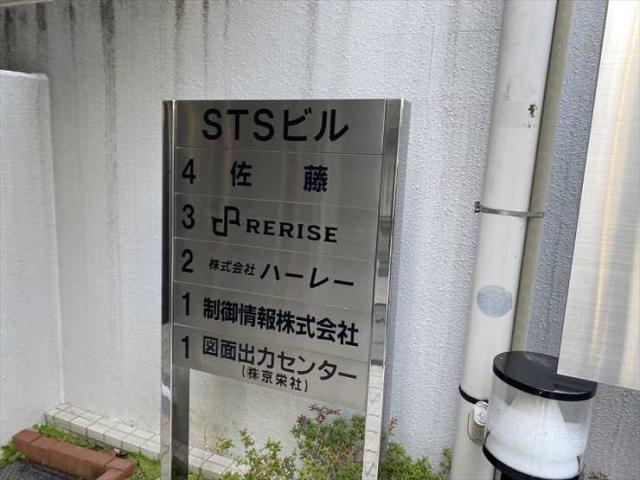 STSビル
4 佐藤
3 RERISE
2 株式会社 ハーレー
1 制御情報株式会社
1 図面出力センター
(㈱京栄社)